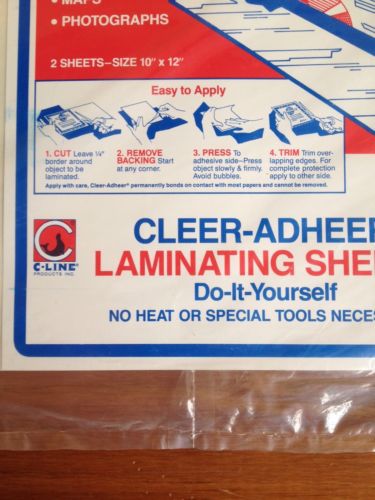 • MAPS
• PHOTOGRAPHS
2 SHEETS—SIZE 10" x 12"
Easy to Apply
1. CUT Leave ¼" border around object to be laminated.
2. REMOVE BACKING Start at any corner.
3. PRESS To adhesive side—Press object slowly & firmly. Avoid bubbles.
4. TRIM Trim over-lapping edges. For complete protection apply to other side.
Apply with care, Cleer-Adheer® permanently bonds on contact with most papers and cannot be removed.
C-LINE®
PRODUCTS INC.
CLEER-ADHEER
LAMINATING SHE
Do-It-Yourself
NO HEAT OR SPECIAL TOOLS NECES